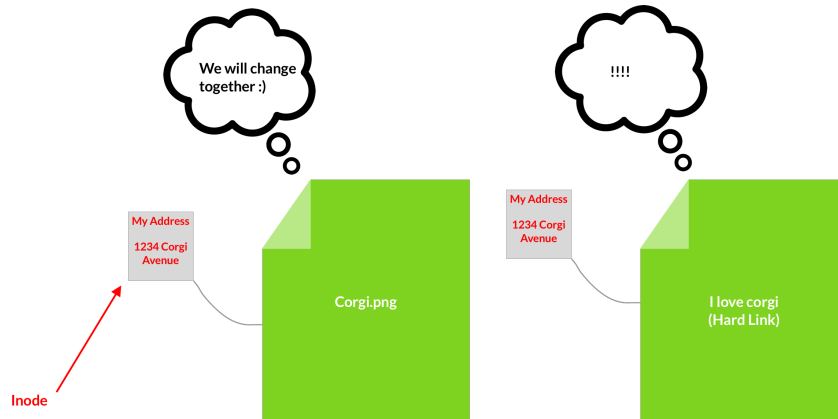 We will change
together :)
!!!!
My Address
1234 Corgi
Avenue
My Address
1234 Corgi
Avenue
Corgi.png
I love corgi
(Hard Link)
Inode